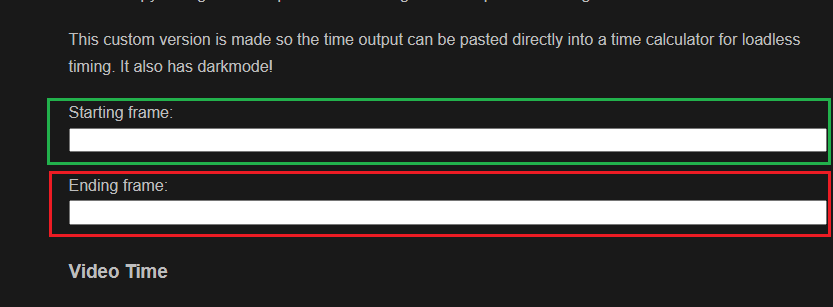 This custom version is made so the time output can be pasted directly into a time calculator for loadless
timing. It also has darkmode!
Starting frame:
Ending frame:
Video Time